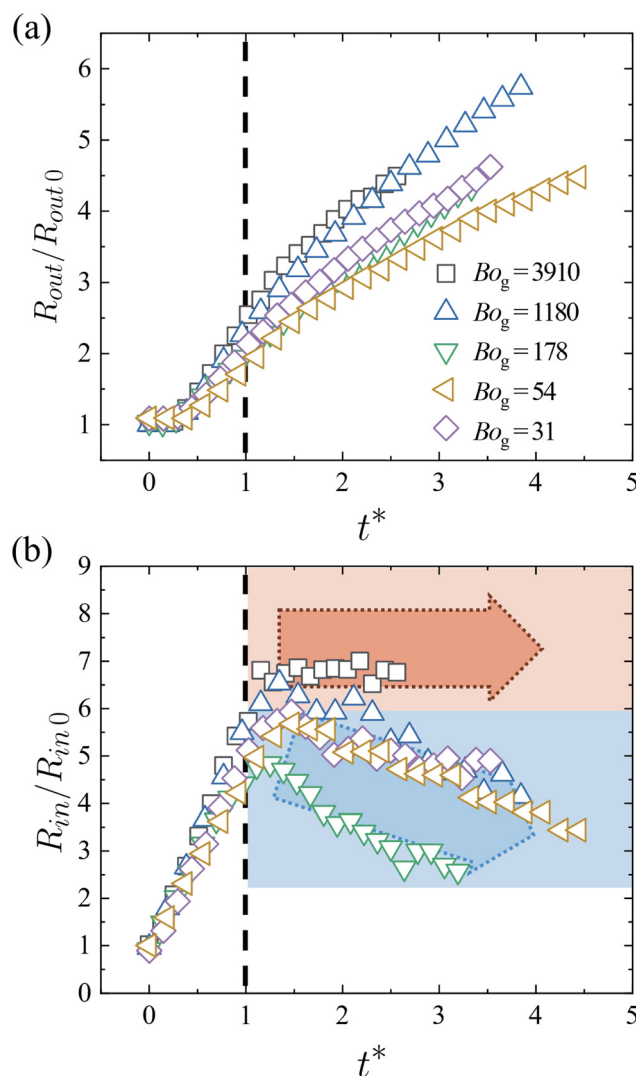 (a)
6
5
4
3
2
1
R_out/R_out 0
Bo_g = 3910
Bo_g = 1180
Bo_g = 178
Bo_g = 54
Bo_g = 31
0 1 2 3 4 5
t*
(b)
9
8
7
6
5
4
3
2
1
0
R_in/R_in 0
0 1 2 3 4 5
t*